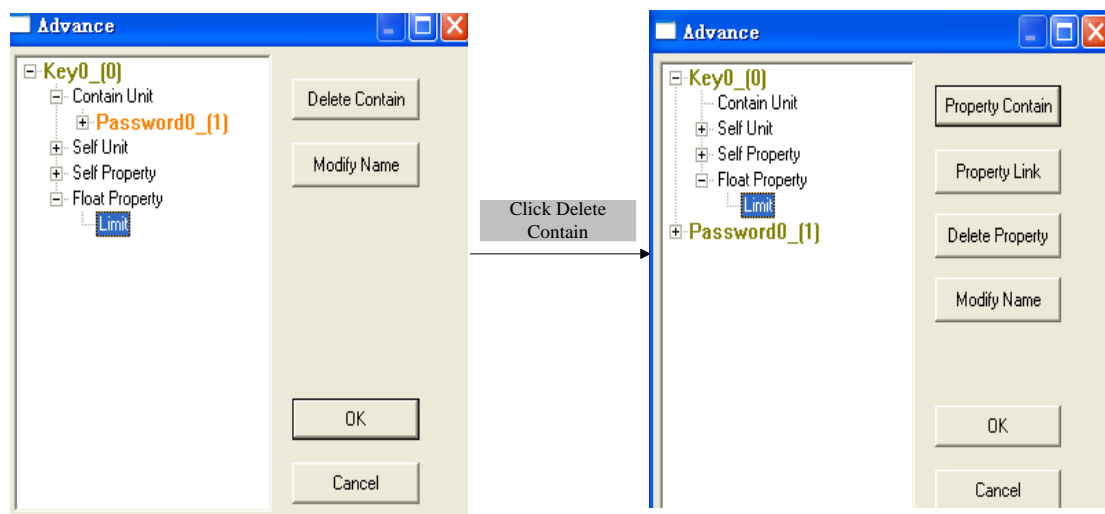 Advance
Key0_(0)
Contain Unit
Password0_(1)
Self Unit
Self Property
Float Property
Limit
Delete Contain
Modify Name
OK
Cancel
Click Delete
Contain
Advance
Key0_(0)
Contain Unit
Self Unit
Self Property
Float Property
Limit
Password0_(1)
Property Contain
Property Link
Delete Property
Modify Name
OK
Cancel